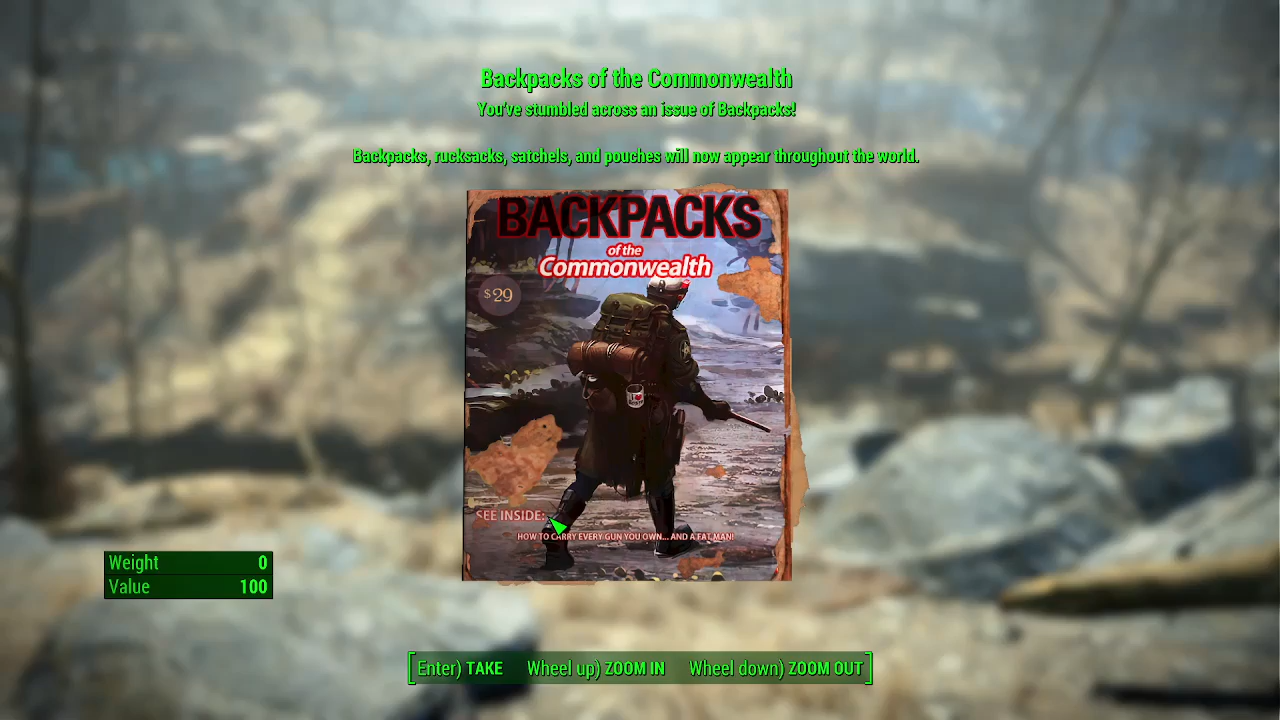 Backpacks of the Commonwealth
You've stumbled across an issue of Backpacks!
Backpacks, rucksacks, satchels, and pouches will now appear throughout the world.
BACKPACKS
of the
Commonwealth
$29
SEE INSIDE:
HOW TO CARRY EVERY GUN YOU OWN... AND A FAT MAN!
Weight 0
Value 100
[Enter) TAKE Wheel up) ZOOM IN Wheel down) ZOOM OUT]